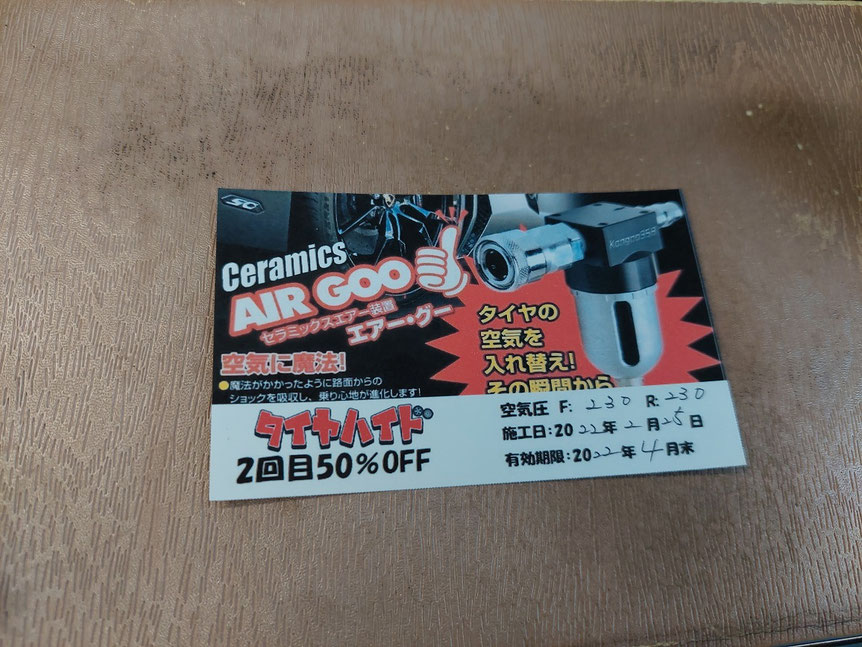 SO
Ceramics
AIR GOO
セラミックスエアー装置
エアー・グー
空気に魔法!
●魔法がかかったように路面からの
ショックを吸収し、乗り心地が進化します!
KangooSSP
タイヤの
空気を
入れ替え!
その瞬間から
タイヤハイト
2回目50%OFF
空気圧 F: 230 R: 230
施工日:2022年2月25日
有効期限:2022年4月末